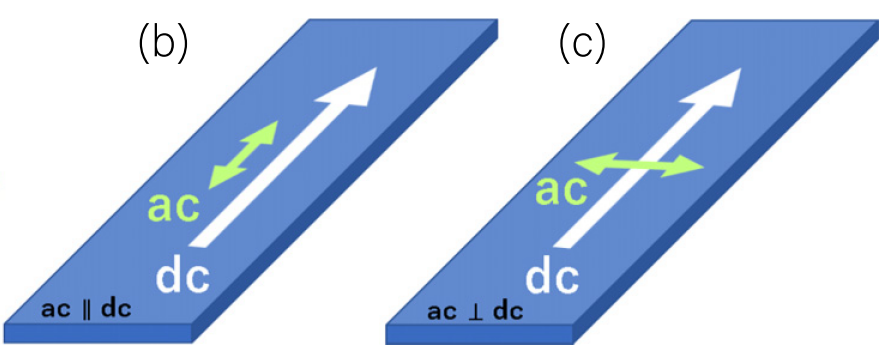 (b)
ac
dc
ac ∥ dc
(c)
ac
dc
ac ⊥ dc